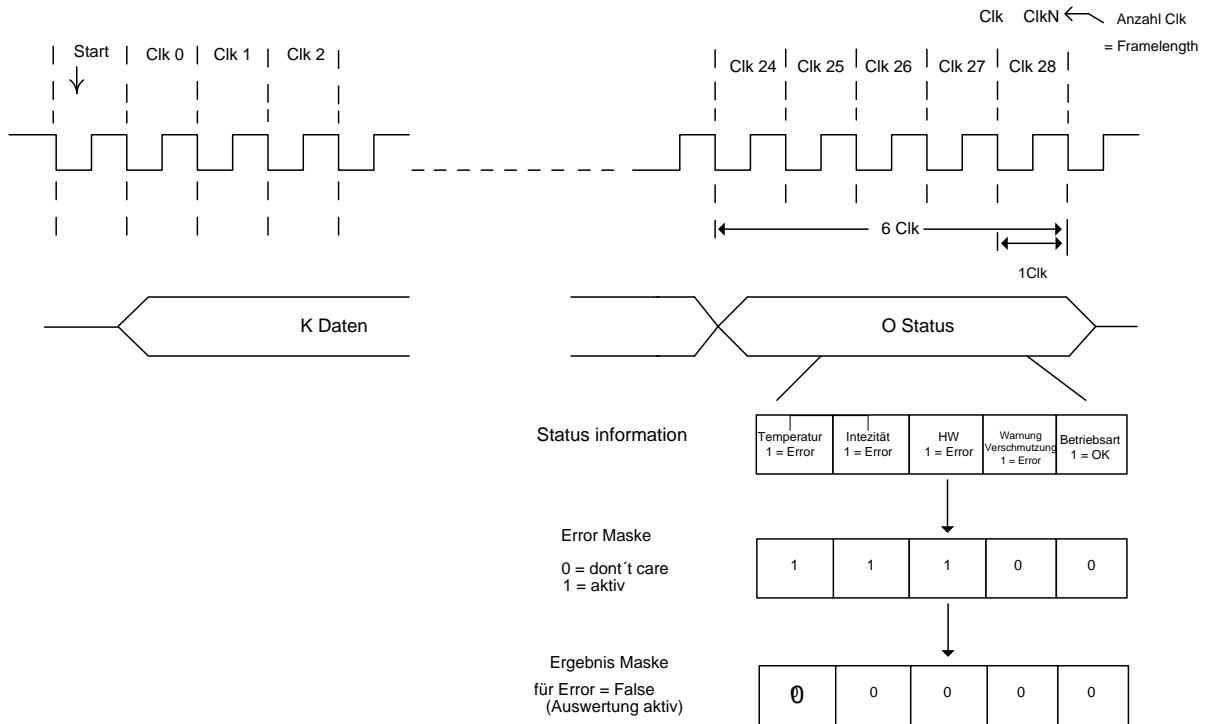 Clk ClkN Anzahl Clk
= Framelength
Start Clk 0 Clk 1 Clk 2
Clk 24 Clk 25 Clk 26 Clk 27 Clk 28
6 Clk
1Clk
K Daten
O Status
Status information
Temperatur
1 = Error
Intezität
1 = Error
HW
1 = Error
Warnung
Verschmutzung
1 = Error
Betriebsart
1 = OK
Error Maske
0 = dont´t care
1 = aktiv
1 1 1 0 0
Ergebnis Maske
für Error = False
(Auswertung aktiv)
0 0 0 0 0